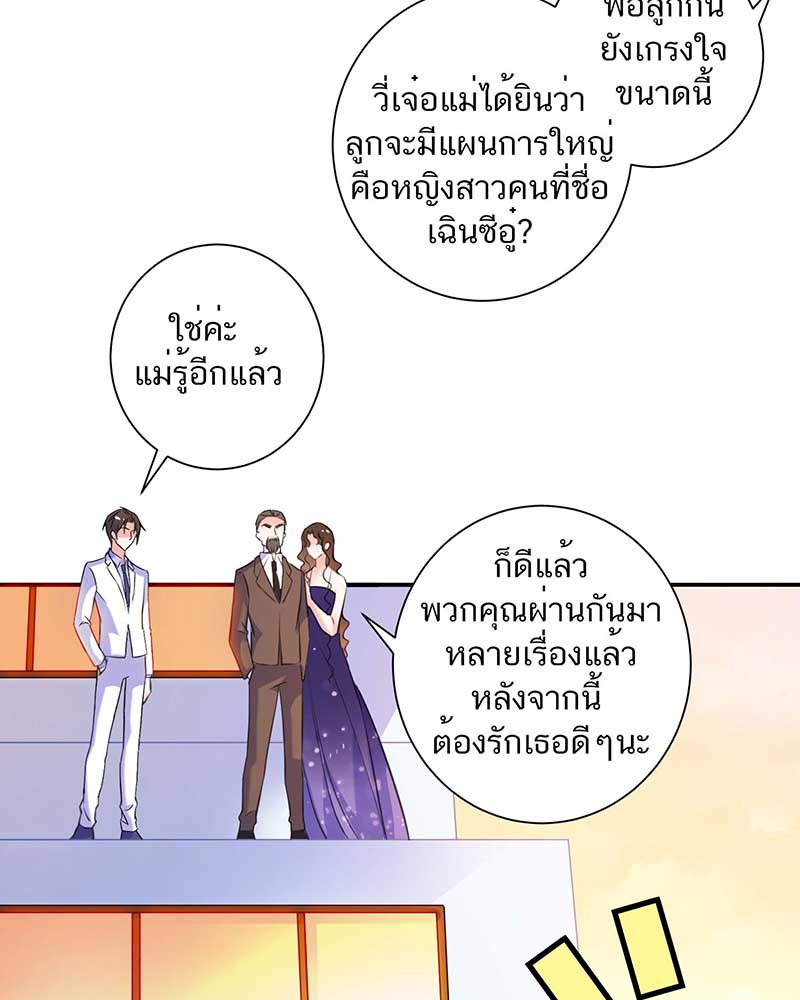 พ่อลูกกัน
ยังเกรงใจ
ขนาดนี้
วี่เจ๋อแม่ได้ยินว่า
ลูกจะมีแผนการใหญ่
คือหญิงสาวคนที่ชื่อ
เฉินซีอู๋?
ใช่ค่ะ
แม่รู้อีกแล้ว
ก็ดีแล้ว
พวกคุณผ่านกันมา
หลายเรื่องแล้ว
หลังจากนี้
ต้องรักเธอดีๆนะ